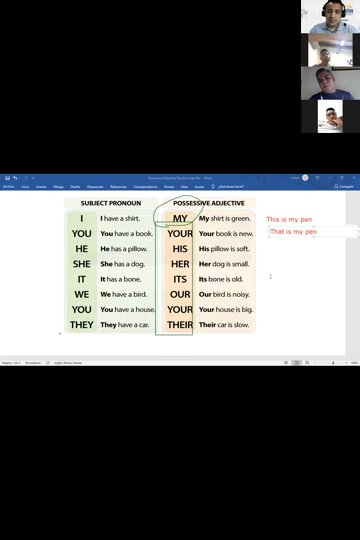 SUBJECT PRONOUN POSSESSIVE ADJECTIVE
I I have a shirt. MY My shirt is green.
YOU You have a book. YOUR Your book is new.
HE He has a pillow. HIS His pillow is soft.
SHE She has a dog. HER Her dog is small.
IT It has a bone. ITS Its bone is old.
WE We have a bird. OUR Our bird is noisy.
YOU You have a house. YOUR Your house is big.
THEY They have a car. THEIR Their car is slow.
This is my pen
That is my pen